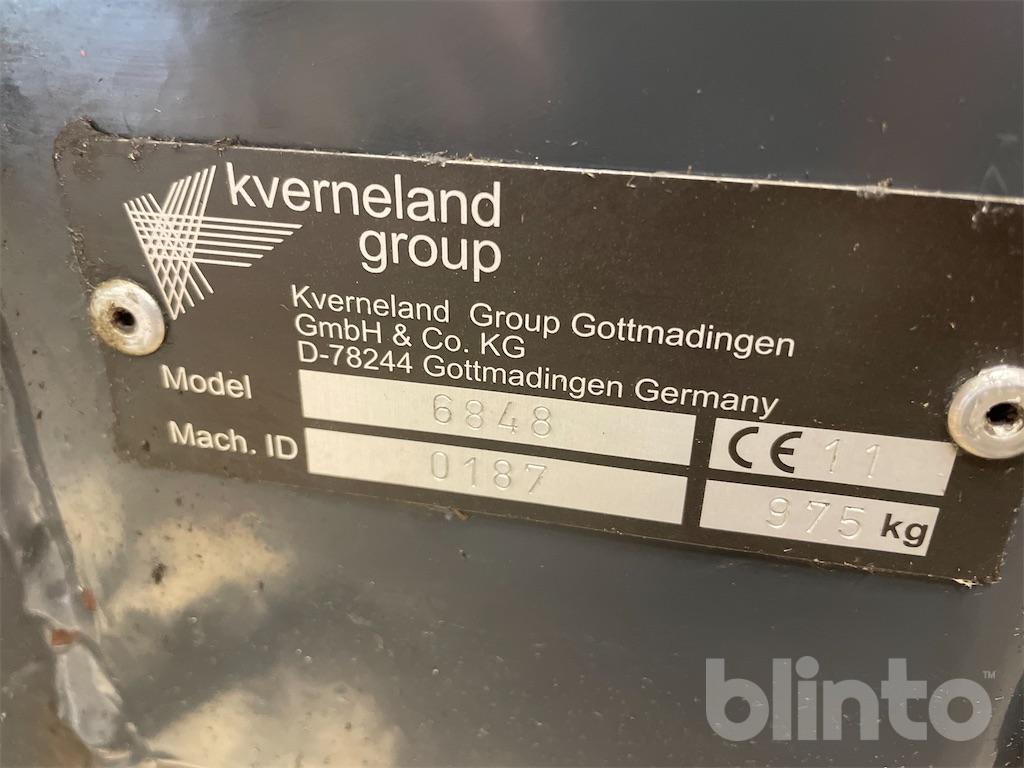 kverneland
group
Kverneland Group Gottmadingen
GmbH & Co. KG
D-78244 Gottmadingen Germany
Model 6848 CE 11
Mach. ID 0187 975 kg
blinto™